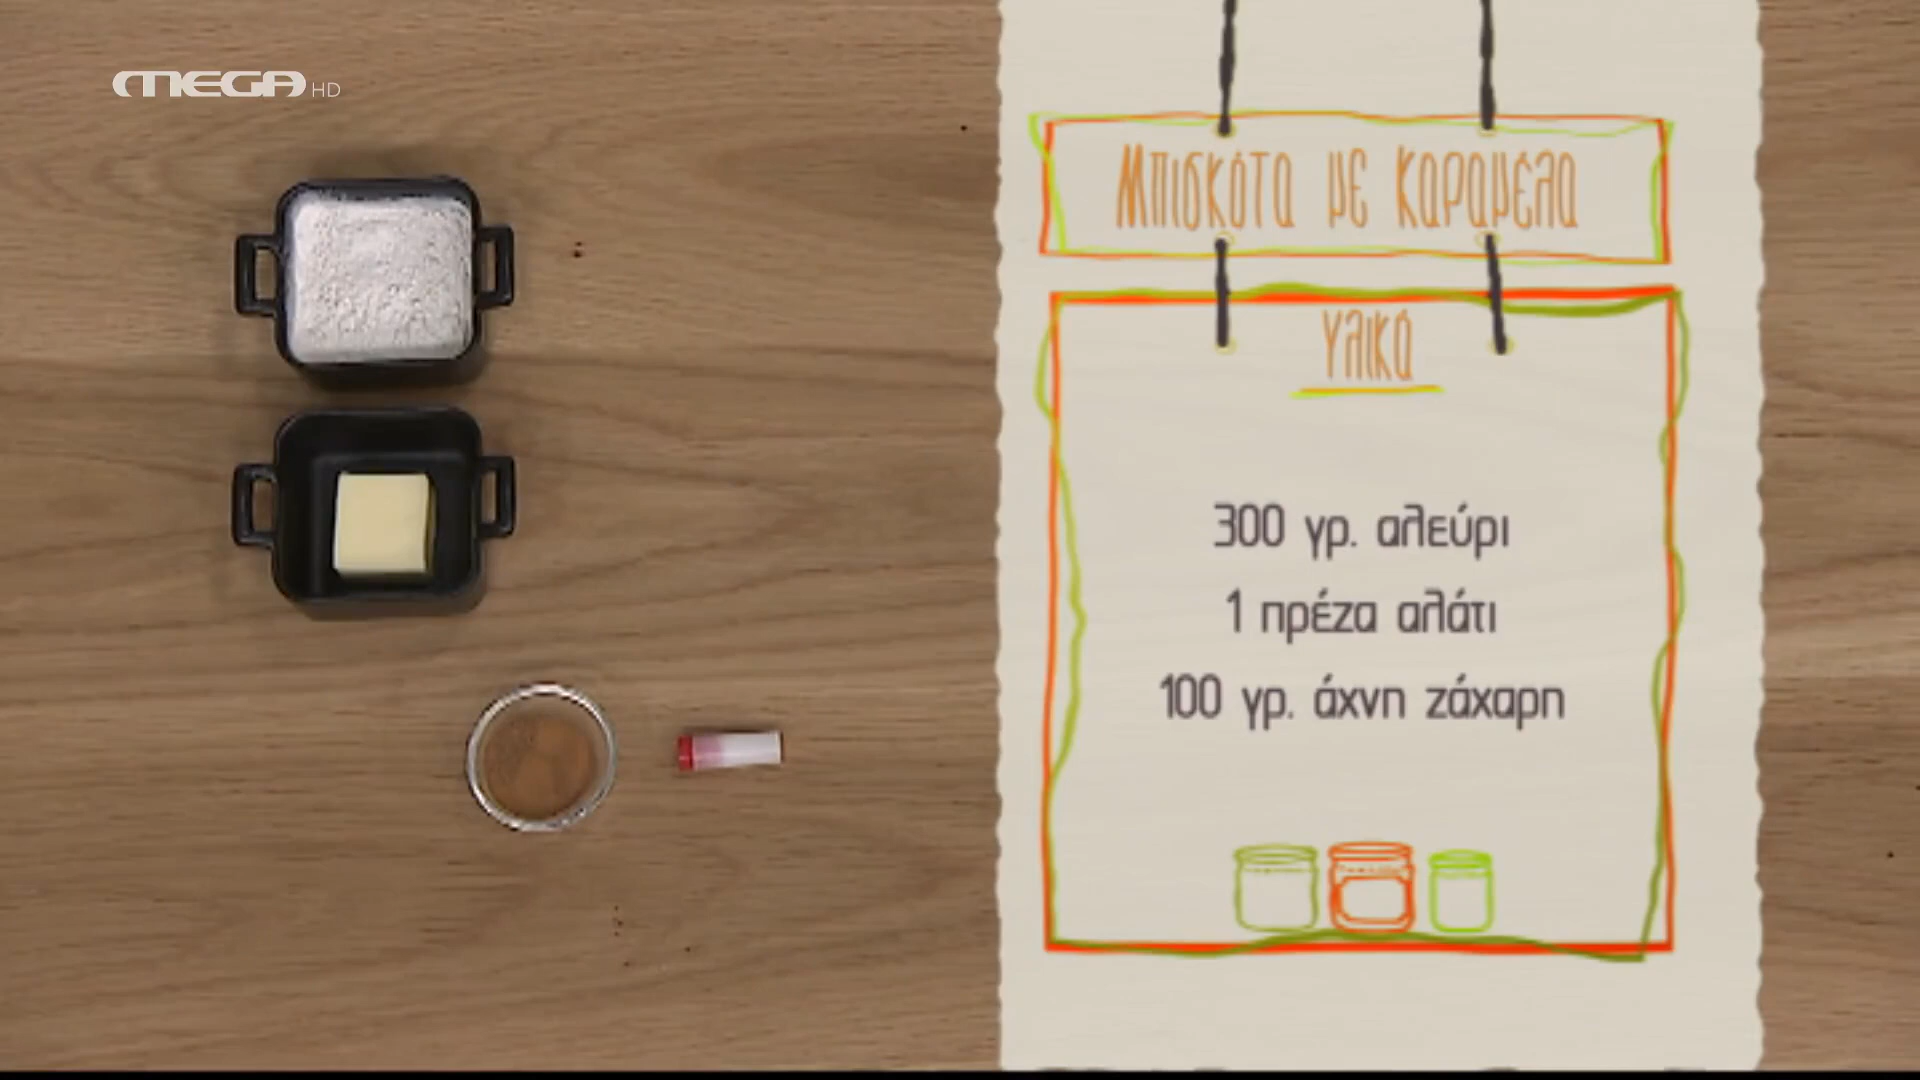 MEGA HD
Μπισκότα με καραμέλα
Υλικά
300 γρ. αλεύρι
1 πρέζα αλάτι
100 γρ. άχνη ζάχαρη